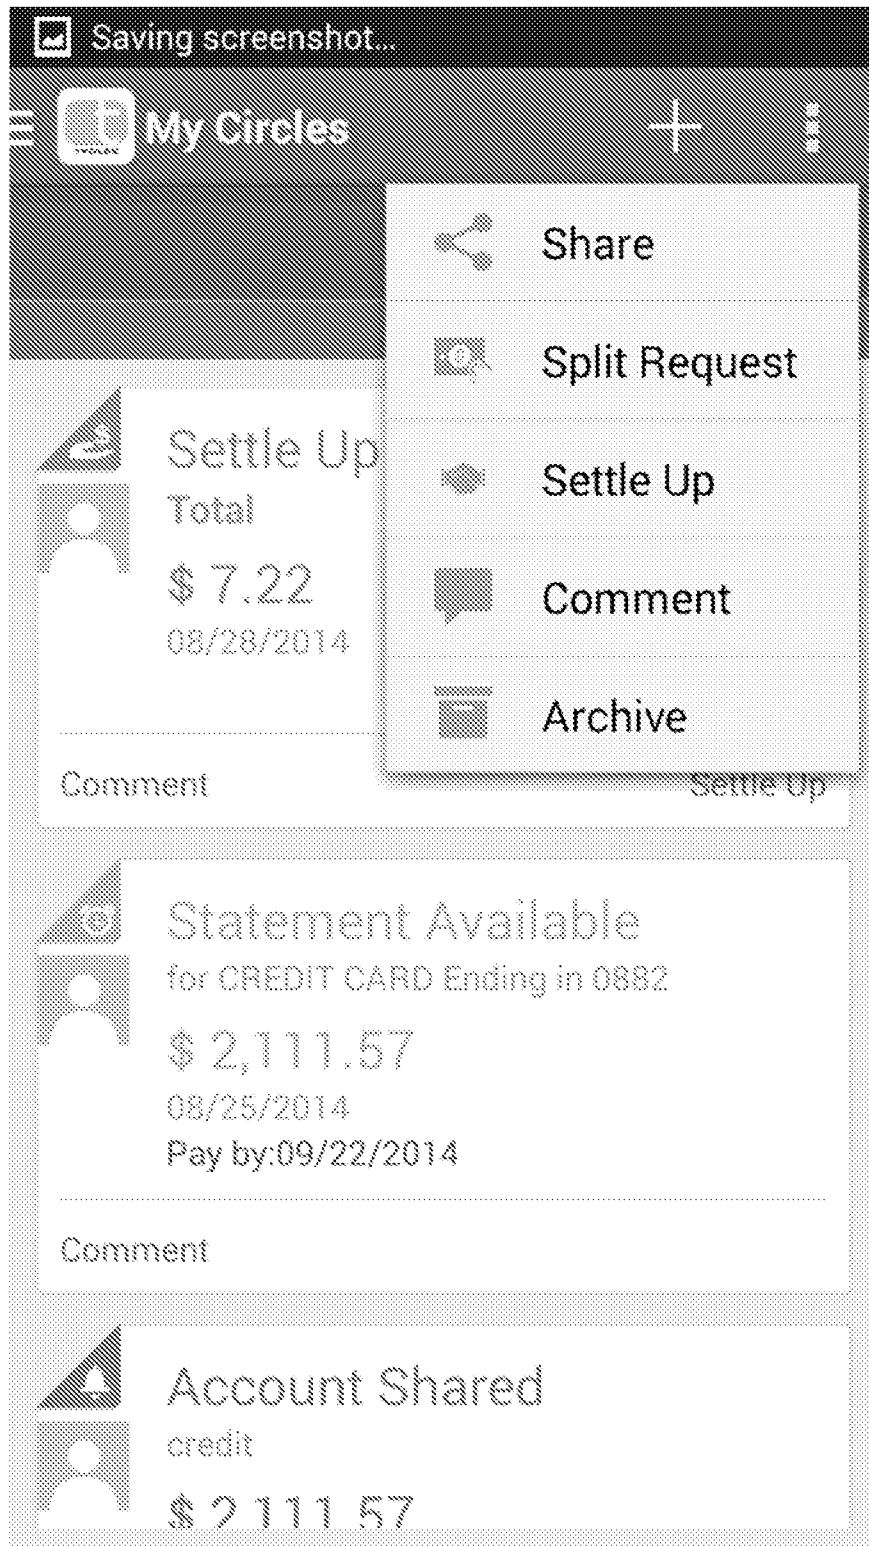 Saving screenshot...
My Circles
Share
Split Request
Settle Up
Comment
Archive
Settle Up
Total
$ 7.22
08/28/2014
Comment
Settle Up
Statement Available
for CREDIT CARD Ending in 0882
$ 2,111.57
08/25/2014
Pay by:09/22/2014
Comment
Account Shared
credit
$ 2,111.57